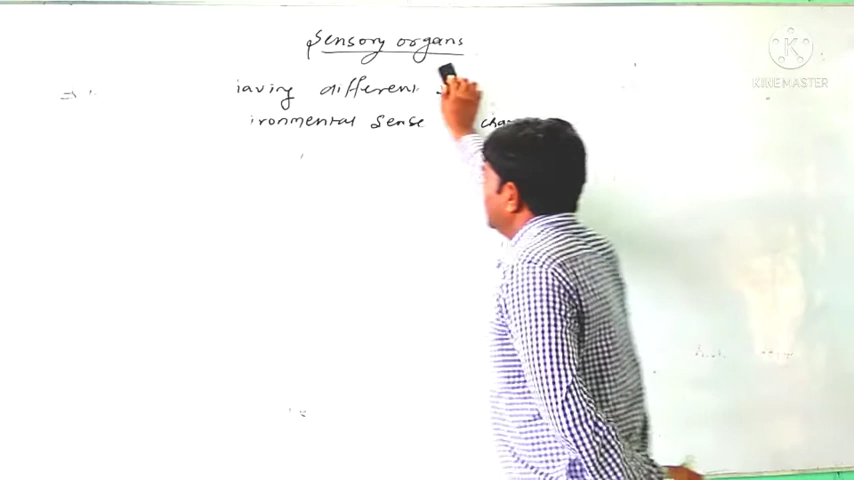 Sensory organs
K
KINEMASTER
iaving different
ironmental sense